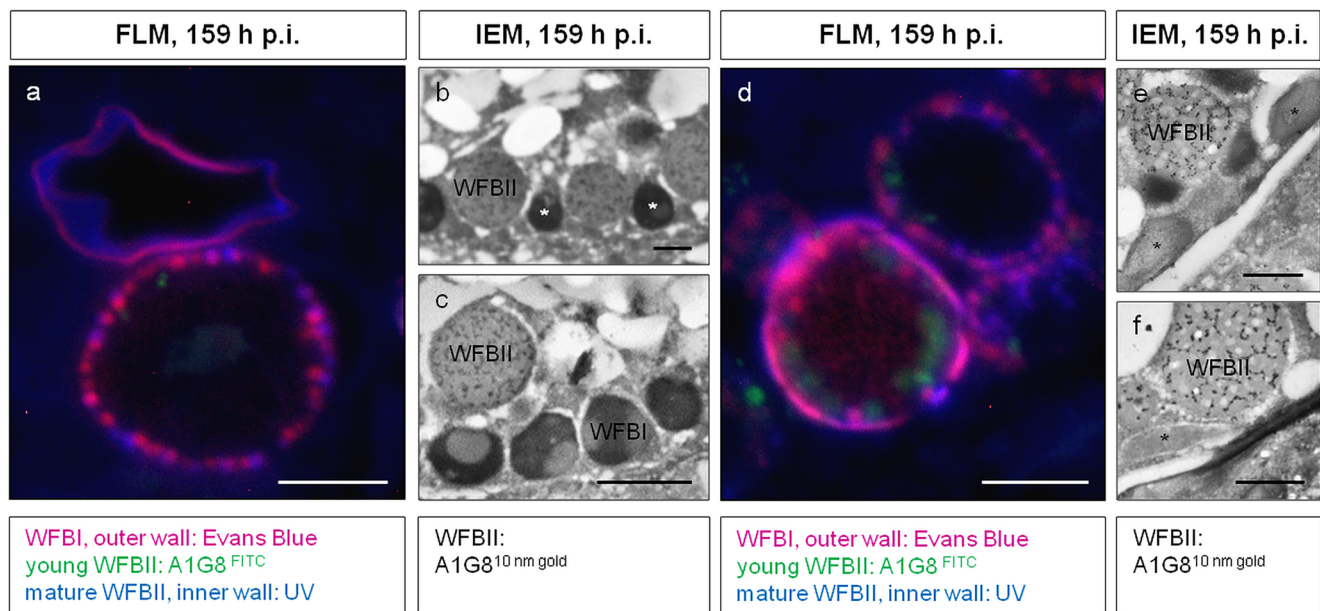 FLM, 159 h p.i.
IEM, 159 h p.i.
FLM, 159 h p.i.
IEM, 159 h p.i.
a
b
WFBII
*
*
c
WFBII
WFBI
d
e
WFBII
*
*
f
WFBII
*
WFBI, outer wall: Evans Blue
young WFBII: A1G8 FITC
mature WFBII, inner wall: UV
WFBII:
A1G8 10 nm gold
WFBI, outer wall: Evans Blue
young WFBII: A1G8 FITC
mature WFBII, inner wall: UV
WFBII:
A1G8 10 nm gold